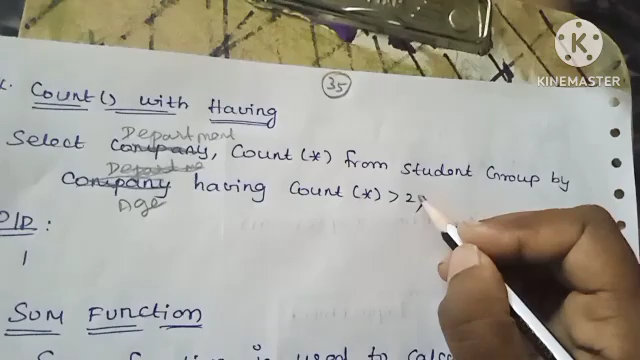 35
Count() with Having
Department
Select company, Count(*) from Student Group by
Departme
company having Count(*) > 2;
Age
O/P:
1
Sum Function
KINEMASTER